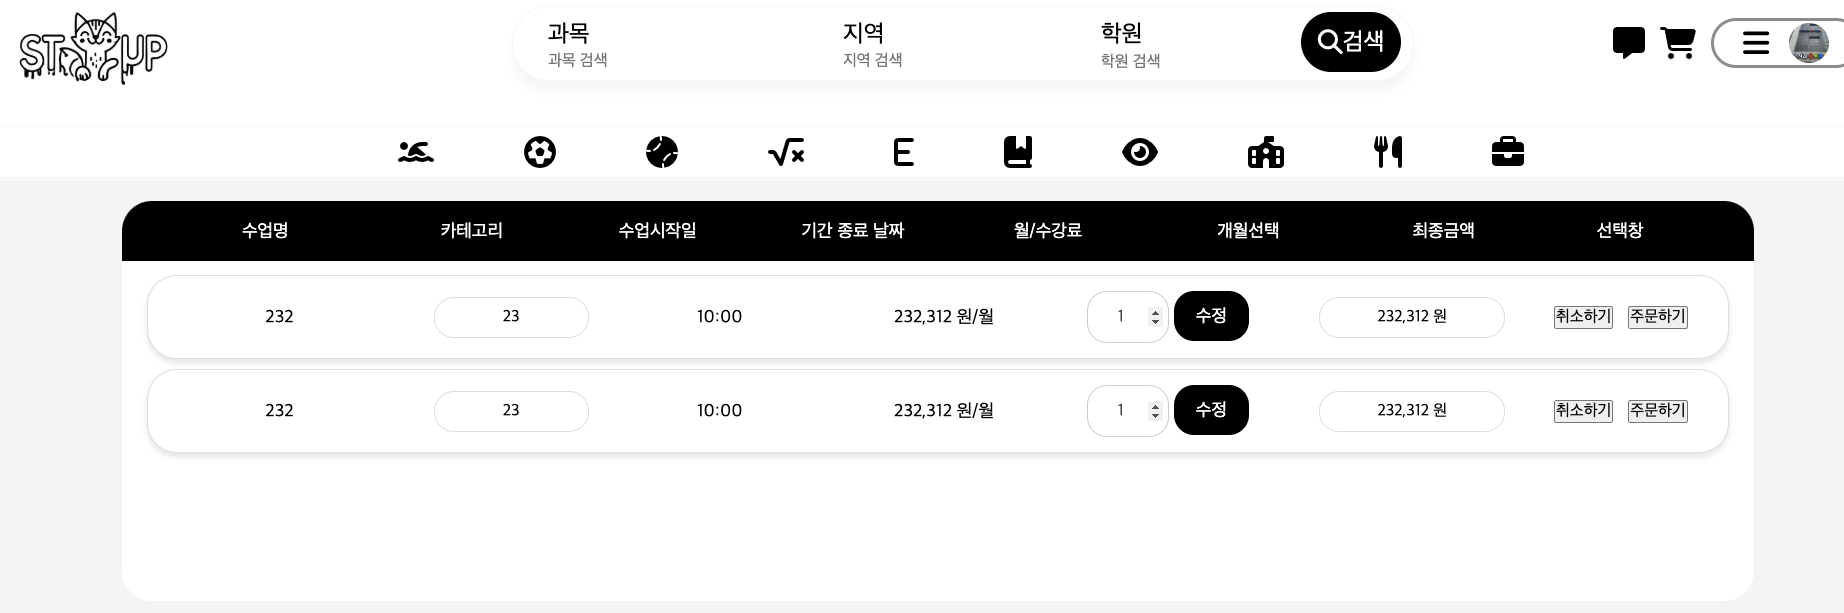 STUP
과목
과목 검색
지역
지역 검색
학원
학원 검색
검색
수업명 카테고리 수업시작일 기간 종료 날짜 월/수강료 개월선택 최종금액 선택창
232 23 10:00 232,312 원/월 1 수정 232,312 원 취소하기 주문하기
232 23 10:00 232,312 원/월 1 수정 232,312 원 취소하기 주문하기